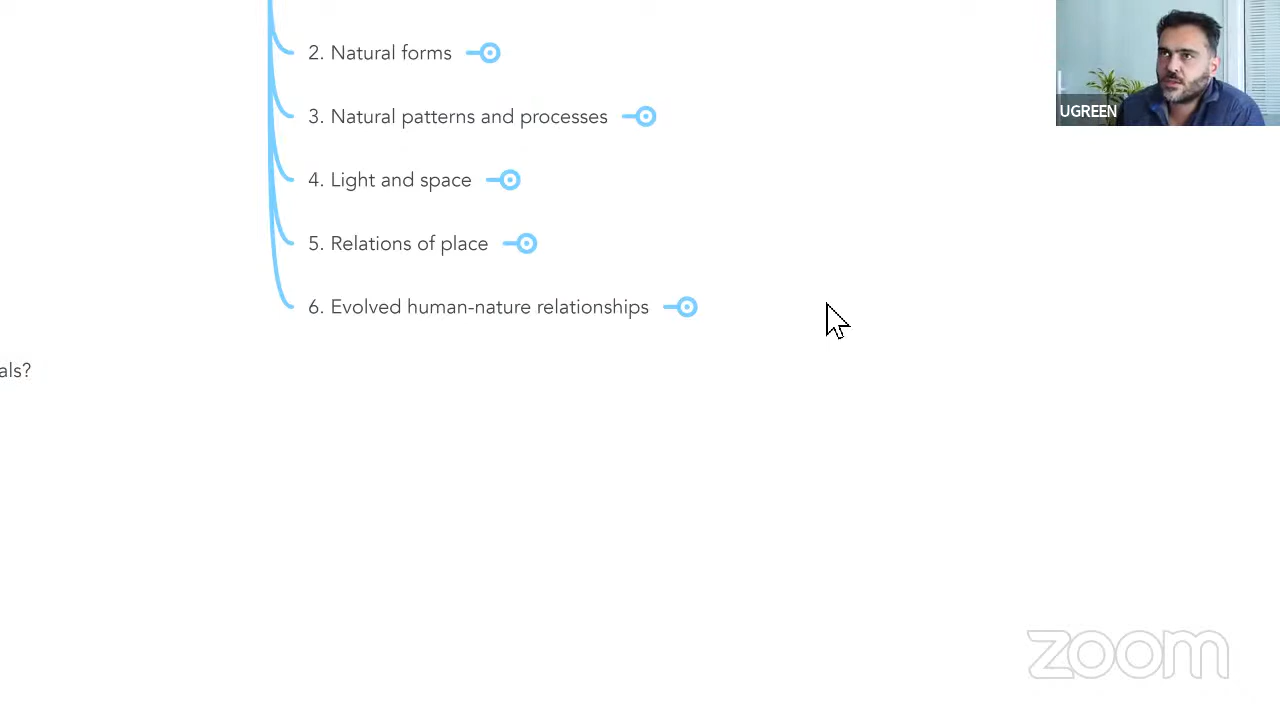 2. Natural forms
UGREEN
3. Natural patterns and processes
4. Light and space
5. Relations of place
6. Evolved human-nature relationships
als?
zoom